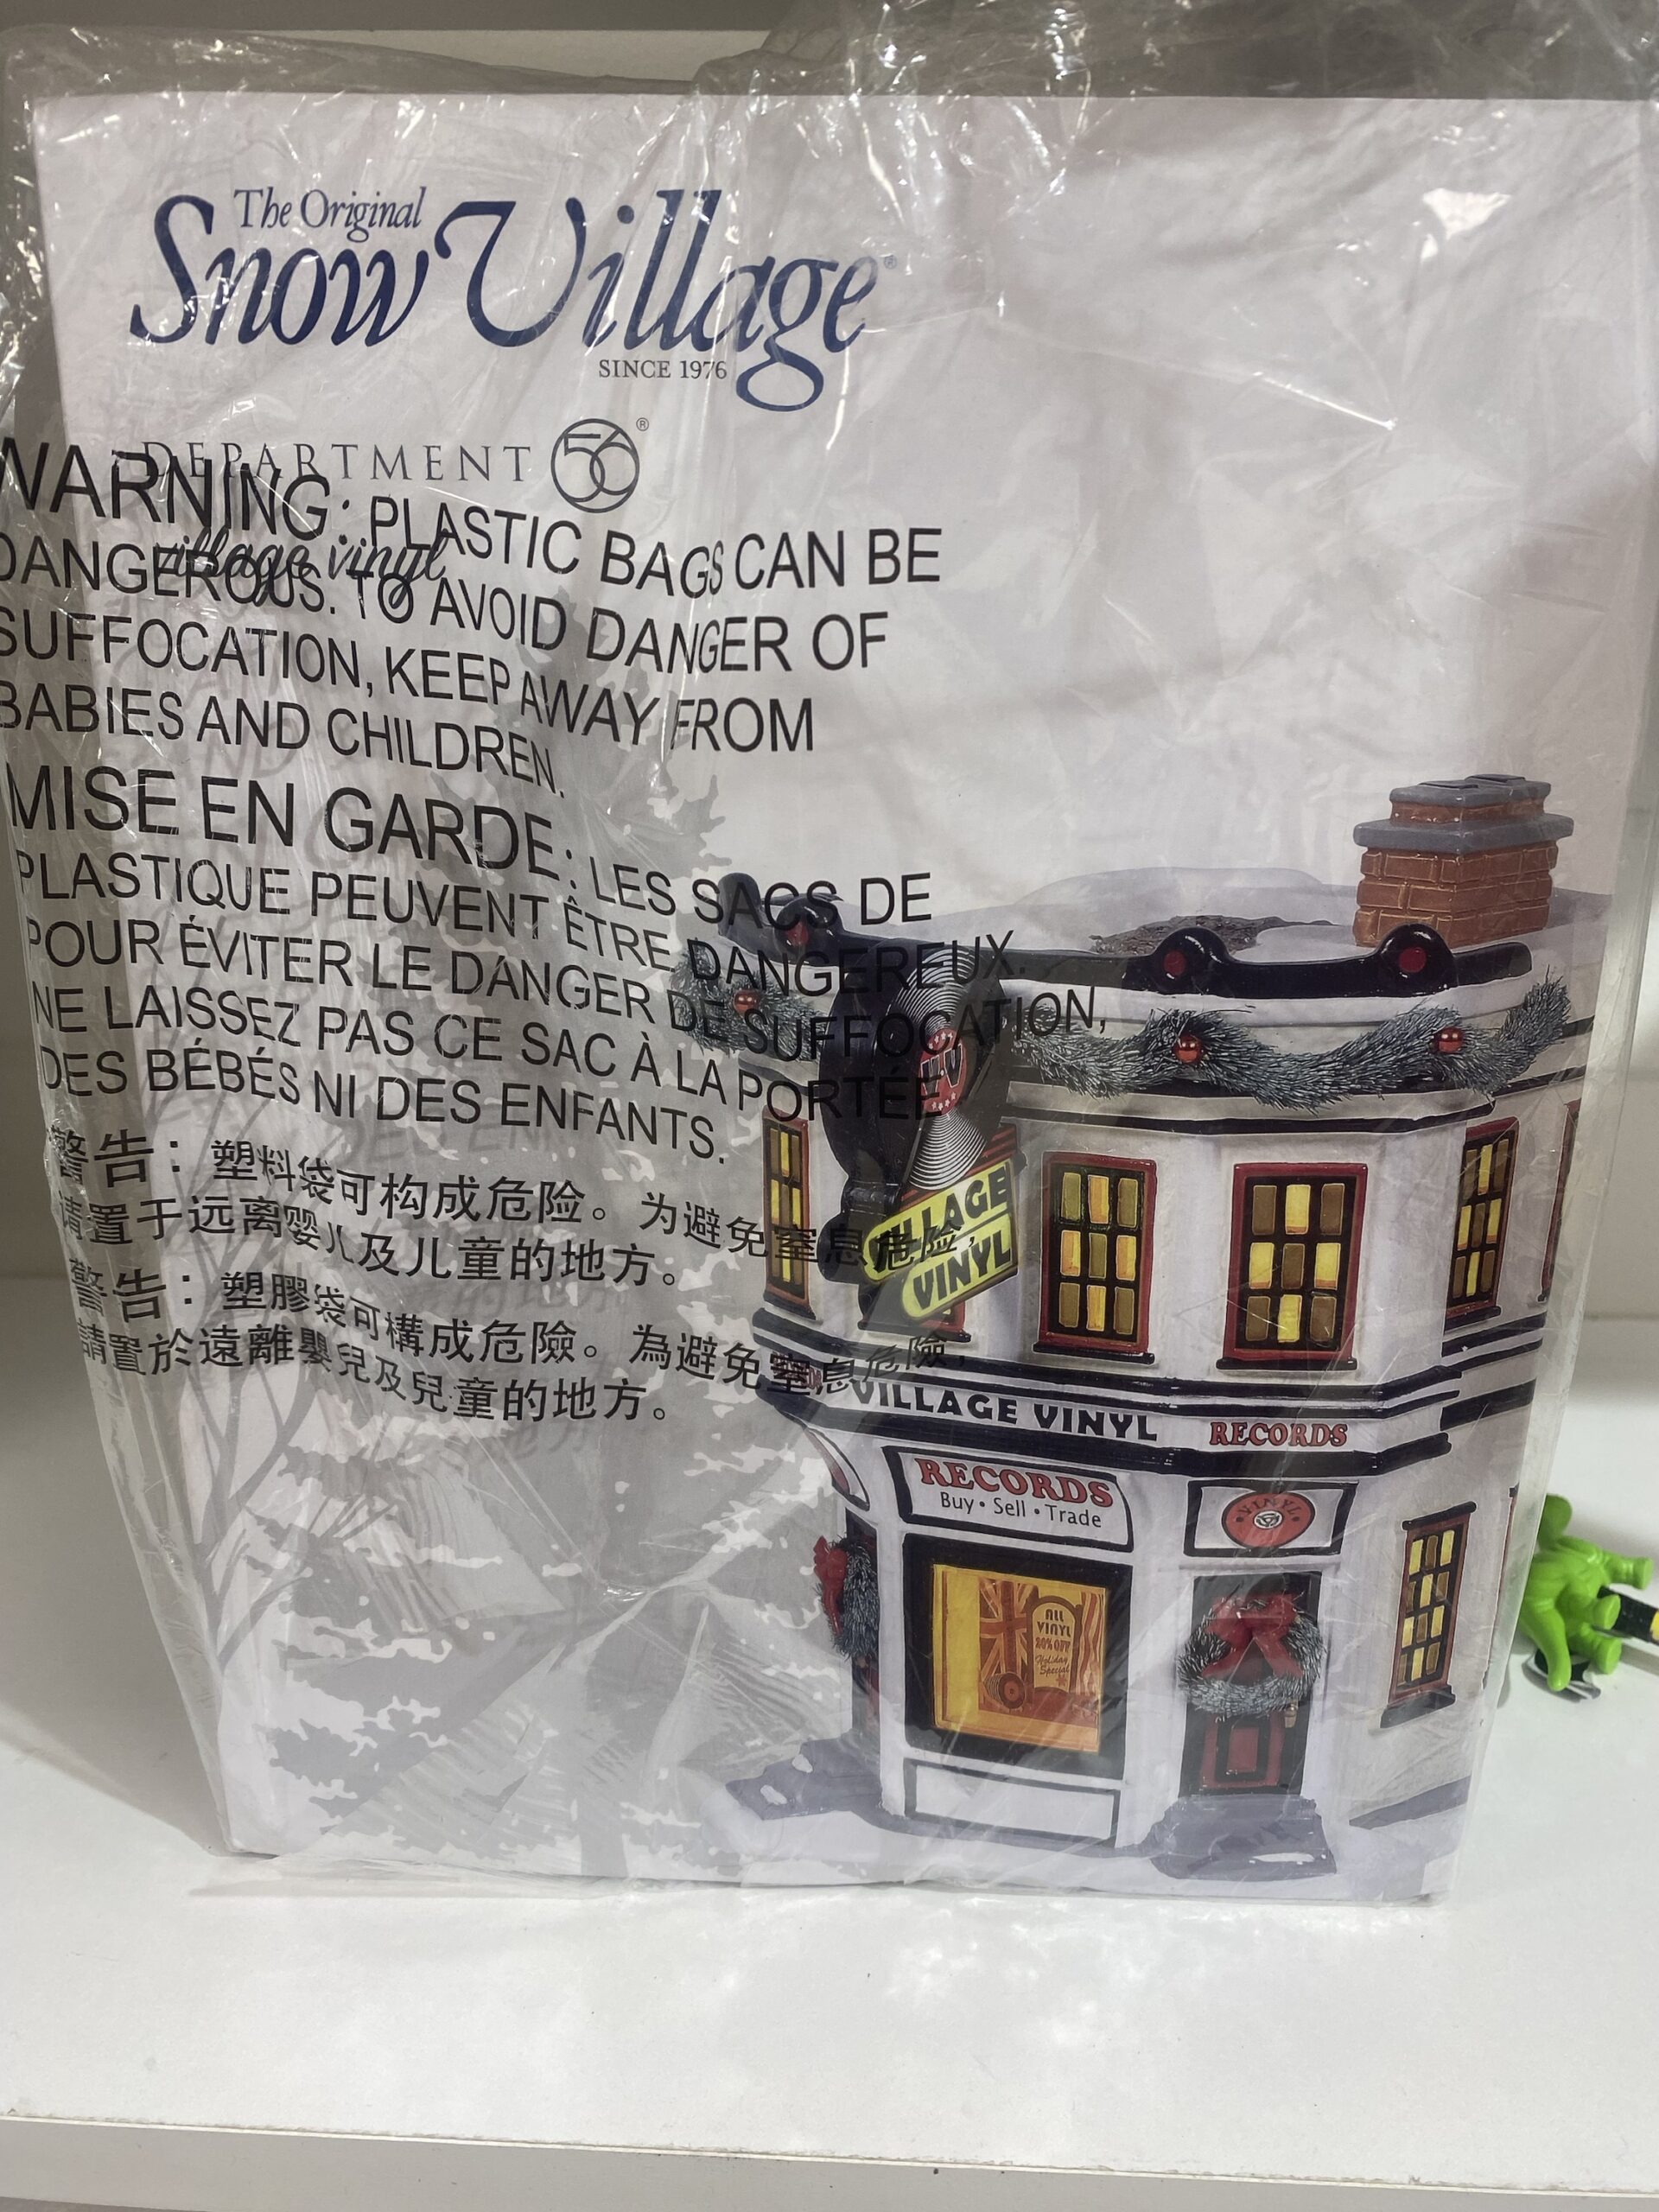 The Original
Snow Village®
SINCE 1976
DEPARTMENT 56®
village vinyl
WARNING: PLASTIC BAGS CAN BE
DANGEROUS. TO AVOID DANGER OF
SUFFOCATION, KEEP AWAY FROM
BABIES AND CHILDREN.
MISE EN GARDE: LES SACS DE
PLASTIQUE PEUVENT ÊTRE DANGEREUX.
POUR ÉVITER LE DANGER DE SUFFOCATION,
NE LAISSEZ PAS CE SAC À LA PORTÉE
DES BÉBÉS NI DES ENFANTS.
警告：塑料袋可构成危险。为避免窒息危险，
请置于远离婴儿及儿童的地方。
警告：塑膠袋可構成危險。為避免窒息危險，
請置於遠離嬰兒及兒童的地方。
VV
VILLAGE
VINYL
VILLAGE VINYL RECORDS
RECORDS
Buy • Sell • Trade
VINYL
ALL
VINYL
20% OFF
Holiday
Special